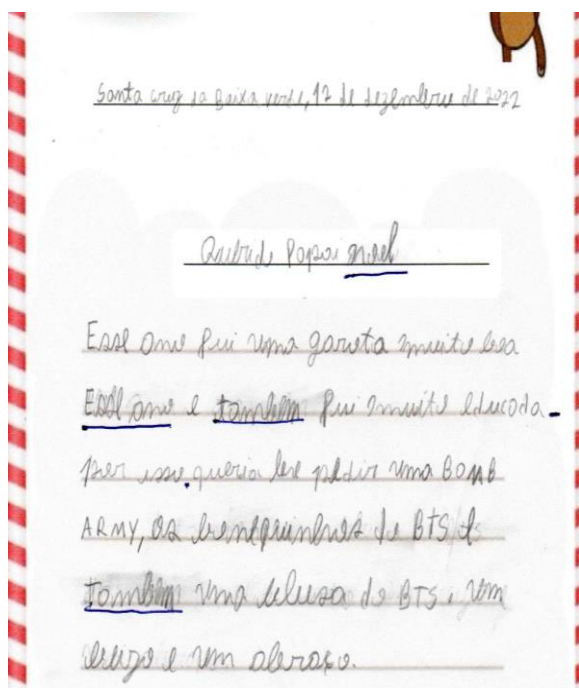 Santa cruz da Baixa verde, 12 de dezembro de 2022
Querido Papai noel
Esse ano fui uma garota muito boa
Esse ano e também fui muito educada
por isso queria lhe pedir uma BOMB
ARMY, os bonequinhos do BTS e
também uma blusa do BTS, um
beijo e um abraço.